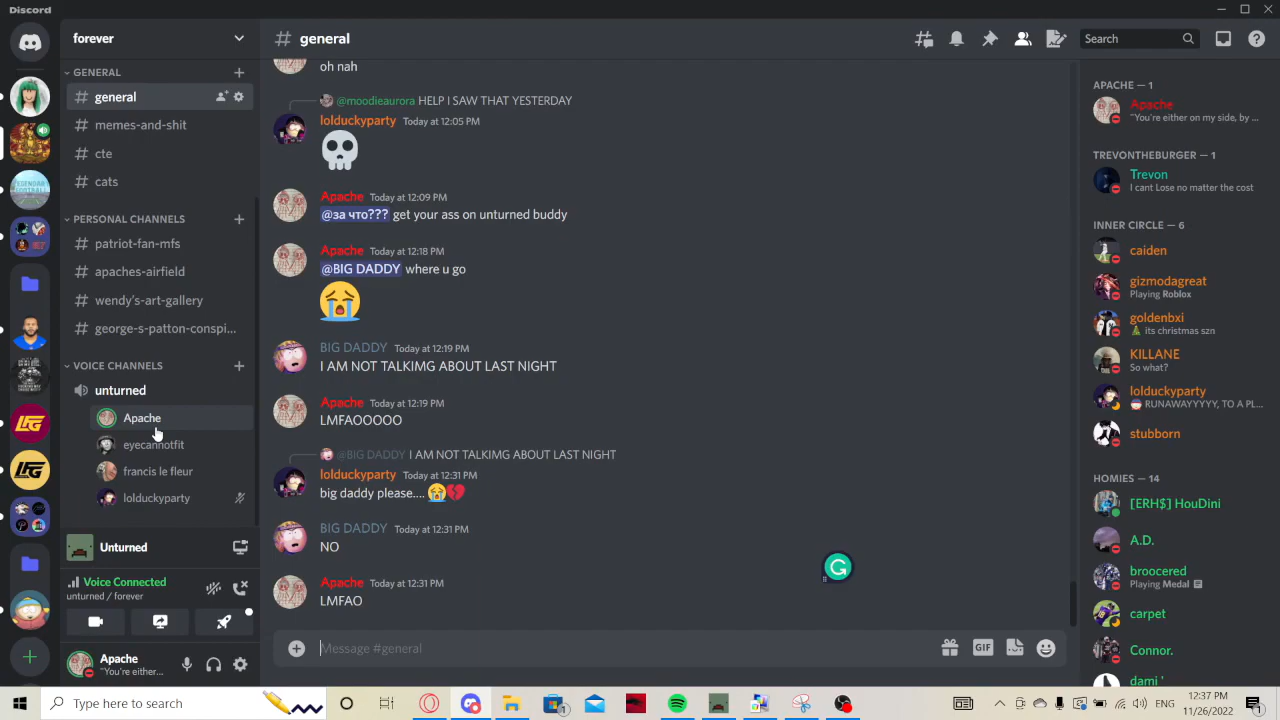 Discord
forever
GENERAL
general
memes-and-shit
cte
cats
PERSONAL CHANNELS
patriot-fan-mfs
apaches-airfield
wendy's-art-gallery
george-s-patton-conspi...
VOICE CHANNELS
unturned
Apache
eyecannotfit
francis le fleur
lolduckyparty
Unturned
Voice Connected
unturned / forever
Apache
"You're either...
# general
Search
oh nah
@moodieaurora HELP I SAW THAT YESTERDAY
lolduckyparty Today at 12:05 PM
Apache Today at 12:09 PM
@за что??? get your ass on unturned buddy
Apache Today at 12:18 PM
@BIG DADDY where u go
BIG DADDY Today at 12:19 PM
I AM NOT TALKIMG ABOUT LAST NIGHT
Apache Today at 12:19 PM
LMFAOOOOO
@BIG DADDY I AM NOT TALKIMG ABOUT LAST NIGHT
lolduckyparty Today at 12:31 PM
big daddy please.... 😭💔
BIG DADDY Today at 12:31 PM
NO
Apache Today at 12:31 PM
LMFAO
Message #general
GIF
APACHE — 1
Apache
"You're either on my side, by ...
TREVONTHEBURGER — 1
Trevon
I cant Lose no matter the cost
INNER CIRCLE — 6
caiden
gizmodagreat
Playing Roblox
goldenbxi
🎄 its christmas szn
KILLANE
So what?
lolduckyparty
RUNAWAYYYYY, TO A PL...
stubborn
HOMIES — 14
[ERH$] HouDini
A.D.
broocered
Playing Medal
carpet
Connor.
dami '
Type here to search
ENG
12:37 PM
11/26/2022